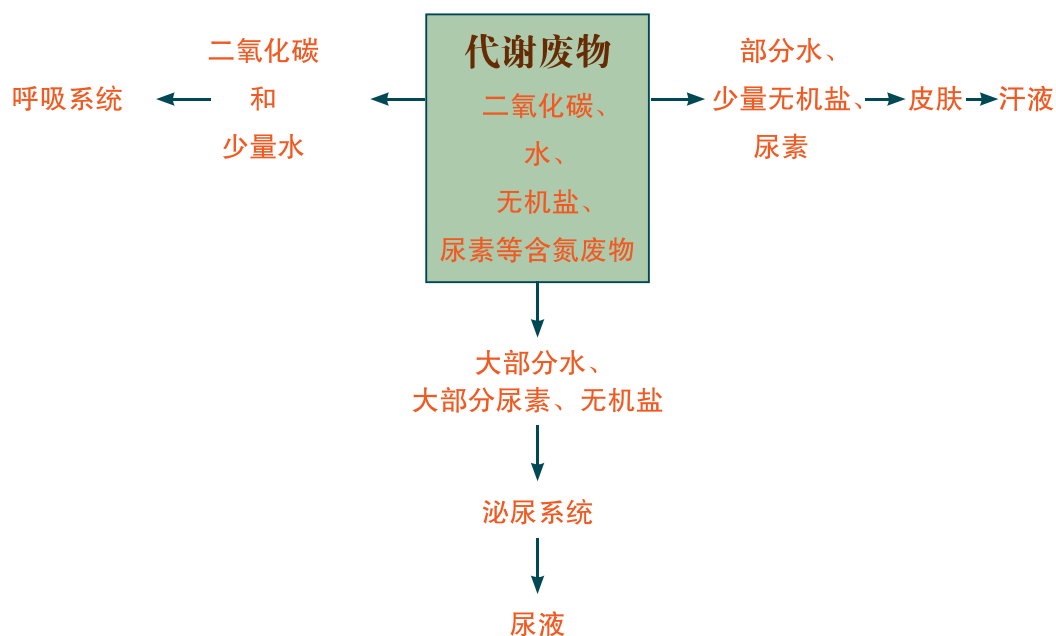 代谢废物
二氧化碳、
水、
无机盐、
尿素等含氮废物
二氧化碳
和
少量水
呼吸系统
部分水、
少量无机盐、
尿素
皮肤
汗液
大部分水、
大部分尿素、无机盐
泌尿系统
尿液